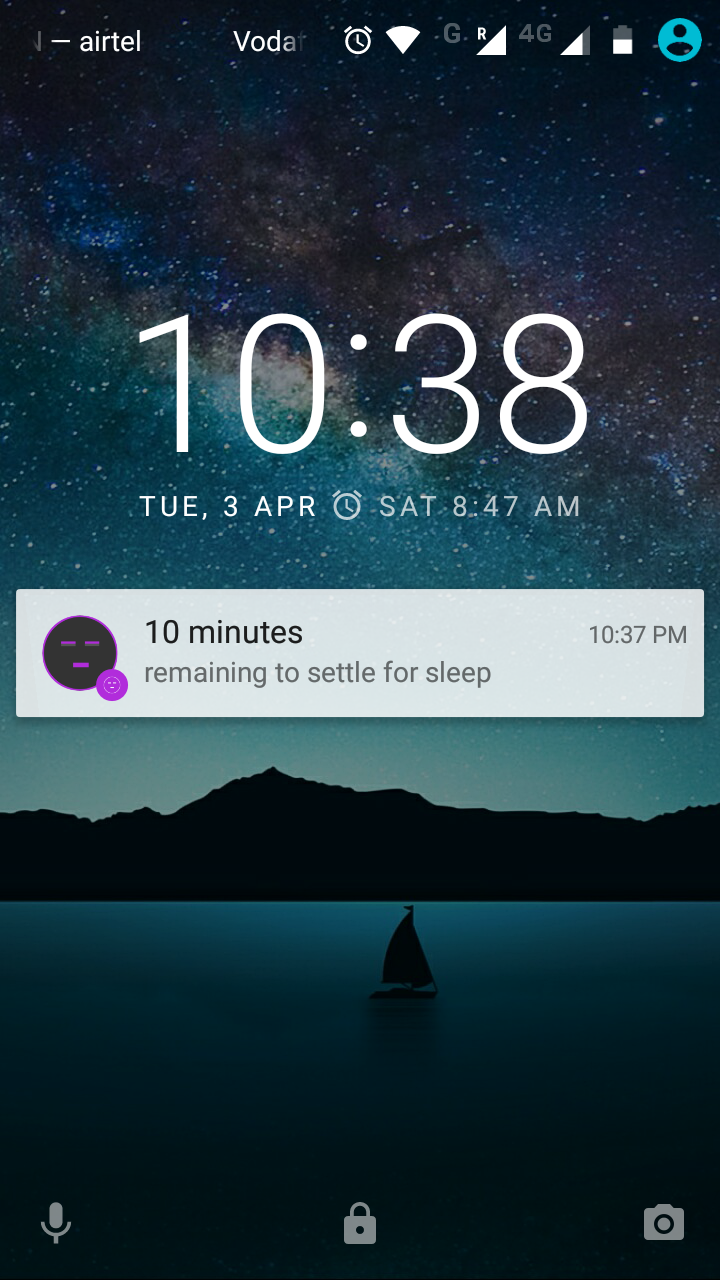 — airtel Voda G R 4G
10:38
TUE, 3 APR SAT 8:47 AM
10 minutes 10:37 PM
remaining to settle for sleep